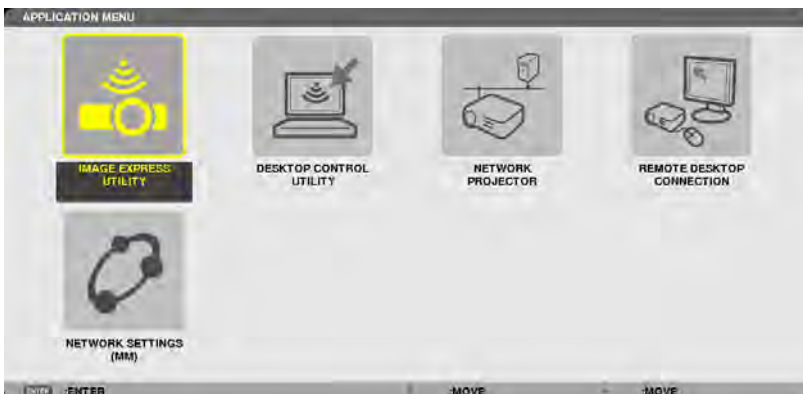 APPLICATION MENU
IMAGE EXPRESS
UTILITY
DESKTOP CONTROL
UTILITY
NETWORK
PROJECTOR
REMOTE DESKTOP
CONNECTION
NETWORK SETTINGS
(MM)
ENTER :ENTER :MOVE :MOVE